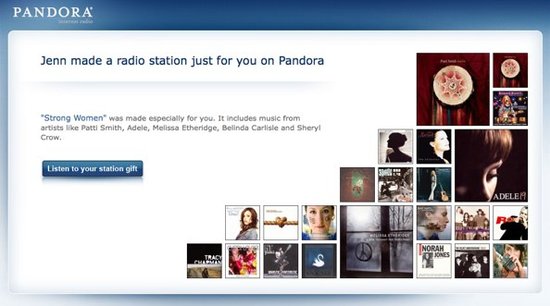 PANDORA®
internet radio
Jenn made a radio station just for you on Pandora
"Strong Women" was made especially for you. It includes music from
artists like Patti Smith, Adele, Melissa Etheridge, Belinda Carlisle and Sheryl
Crow.
Listen to your station gift
ADELE 19
MELISSA ETHERIDGE
TRACY
CHAPMAN
NORAH
JONES